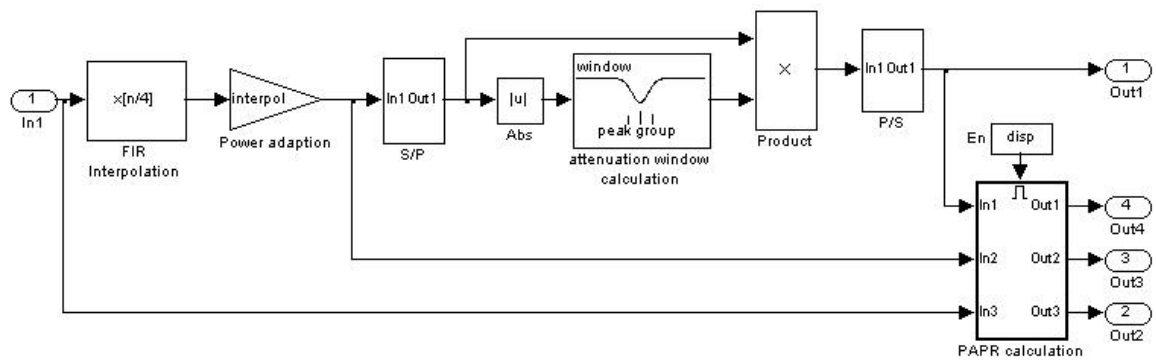 1
In1
x[n/4]
FIR
Interpolation
interpol
Power adaption
In1 Out1
S/P
|u|
Abs
window
peak group
attenuation window
calculation
×
Product
In1 Out1
P/S
1
Out1
En
disp
In1
Out1
4
Out4
In2
Out2
3
Out3
In3
Out3
2
Out2
PAPR calculation